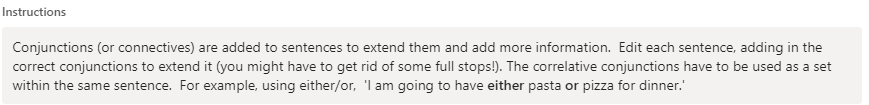 Instructions
Conjunctions (or connectives) are added to sentences to extend them and add more information.  Edit each sentence, adding in the
correct conjunctions to extend it (you might have to get rid of some full stops!). The correlative conjunctions have to be used as a set
within the same sentence.  For example, using either/or,  'I am going to have either pasta or pizza for dinner.'